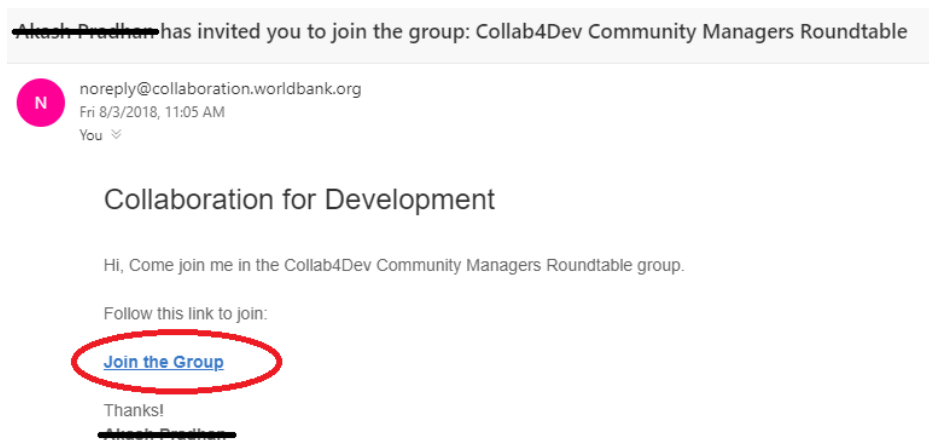 has invited you to join the group: Collab4Dev Community Managers Roundtable
N
noreply@collaboration.worldbank.org
Fri 8/3/2018, 11:05 AM
You
Collaboration for Development
Hi, Come join me in the Collab4Dev Community Managers Roundtable group.
Follow this link to join:
Join the Group
Thanks!